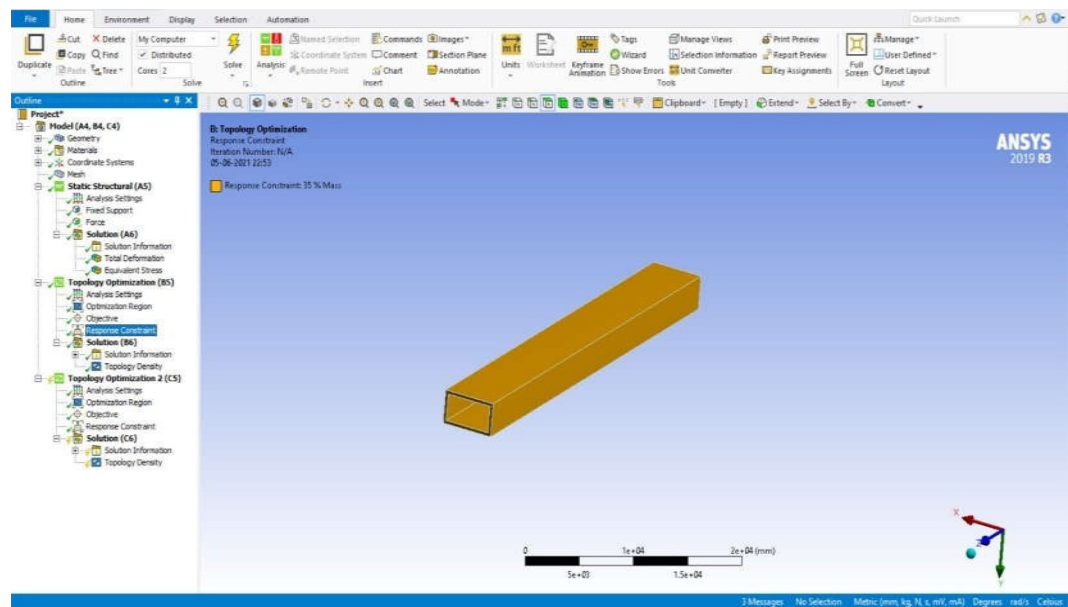 File Home Environment Display Selection Automation Quick Launch
Duplicate Cut Delete My Computer Solve Analysis Named Selection Commands Images Units Worksheet Keyframe Animation Tags Manage Views Print Preview Full Screen Manage
Copy Find Distributed Coordinate System Comment Section Plane Wizard Selection Information Report Preview User Defined
Paste Tree Cores 2 Remote Point Chart Annotation Show Errors Unit Converter Key Assignments Reset Layout
Outline Solve Insert Tools Layout
Outline
Select Mode Clipboard [Empty] Extend Select By Convert
Project*
Model (A4, B4, C4)
Geometry
Materials
Coordinate Systems
Mesh
Static Structural (A5)
Analysis Settings
Fixed Support
Force
Solution (A6)
Solution Information
Total Deformation
Equivalent Stress
Topology Optimization (B5)
Analysis Settings
Optimization Region
Objective
Response Constraint
Solution (B6)
Solution Information
Topology Density
Topology Optimization 2 (C5)
Analysis Settings
Optimization Region
Objective
Response Constraint
Solution (C6)
Solution Information
Topology Density
B: Topology Optimization
Response Constraint
Iteration Number: N/A
05-06-2021 22:53
Response Constraint: 35 % Mass
ANSYS
2019 R3
X
Z
Y
0 1e+04 2e+04 (mm)
5e+03 1.5e+04
3 Messages No Selection Metric (mm, kg, N, s, mV, mA) Degrees rad/s Celsius